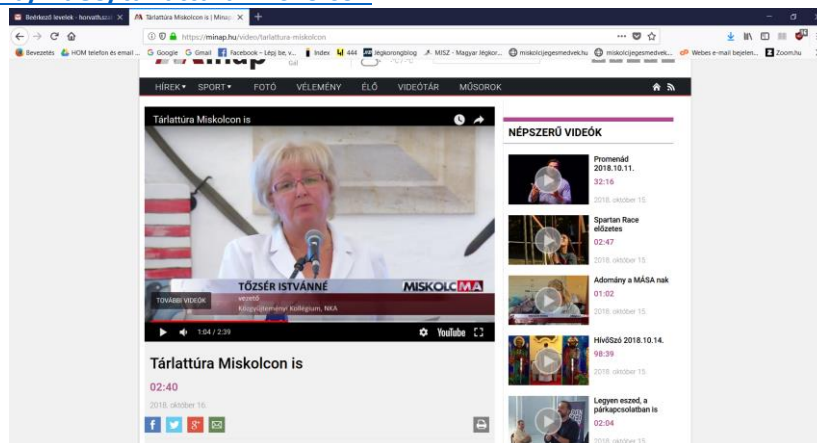 Beérkező levelek - horvathzsuzs
Tárlattúra Miskolcon is | Minap.
https://minap.hu/video/tarlattura-miskolcon
Bevezetés
HOM telefon és email ...
Google
Gmail
Facebook – Lépj be, v...
Index
444
légkorongblog
MJSZ - Magyar Jégkor...
miskolcijegesmedvek.hu
miskolcijegesmedvek...
Webes e-mail bejelen...
Zoom.hu
HÍREK
SPORT
FOTÓ
VÉLEMÉNY
ÉLŐ
VIDEÓTÁR
MŰSOROK
Tárlattúra Miskolcon is
TŐZSÉR ISTVÁNNÉ
MISKOLC MA
vezető
Közgyűjteményi Kollégium, NKA
TOVÁBBI VIDEÓK
1:04 / 2:39
YouTube
Tárlattúra Miskolcon is
02:40
2018. október 16.
NÉPSZERŰ VIDEÓK
Promenád
2018.10.11.
32:16
2018. október 15.
Spartan Race
előzetes
02:47
2018. október 15.
Adomány a MÁSA nak
01:02
2018. október 15.
HívőSzó 2018.10.14.
98:39
2018. október 15.
Legyen eszed, a
párkapcsolatban is
02:04
2018. október 15.